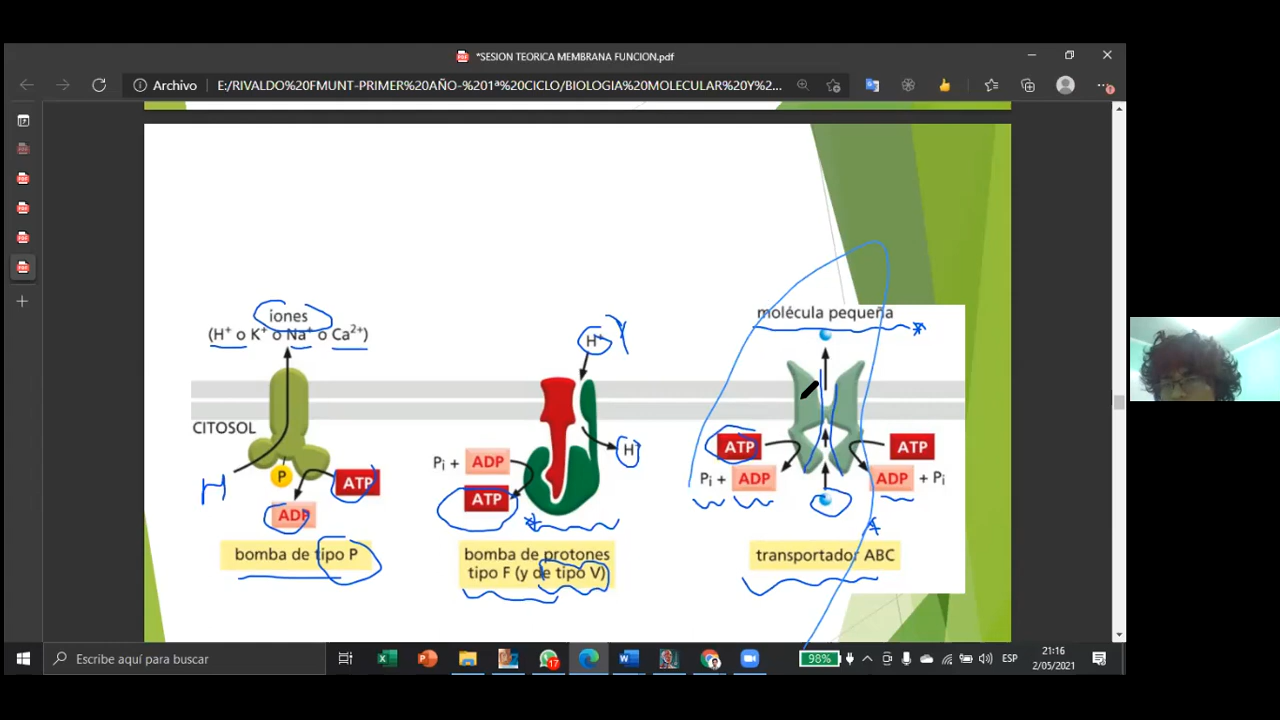 *SESION TEORICA MEMBRANA FUNCION.pdf
Archivo
E:/RIVALDO%20FMUNT-PRIMER%20AÑO-%201ª%20CICLO/BIOLOGIA%20MOLECULAR%20Y%2...
iones
(H+ o K+ o Na+ o Ca2+)
H+
molécula pequeña
CITOSOL
H
H
P
ATP
ADP
Pi + ADP
ATP
ATP
ATP
Pi + ADP
ADP + Pi
bomba de tipo P
bomba de protones
tipo F (y de tipo V)
transportador ABC
Escribe aquí para buscar
17
98%
ESP
21:16
2/05/2021